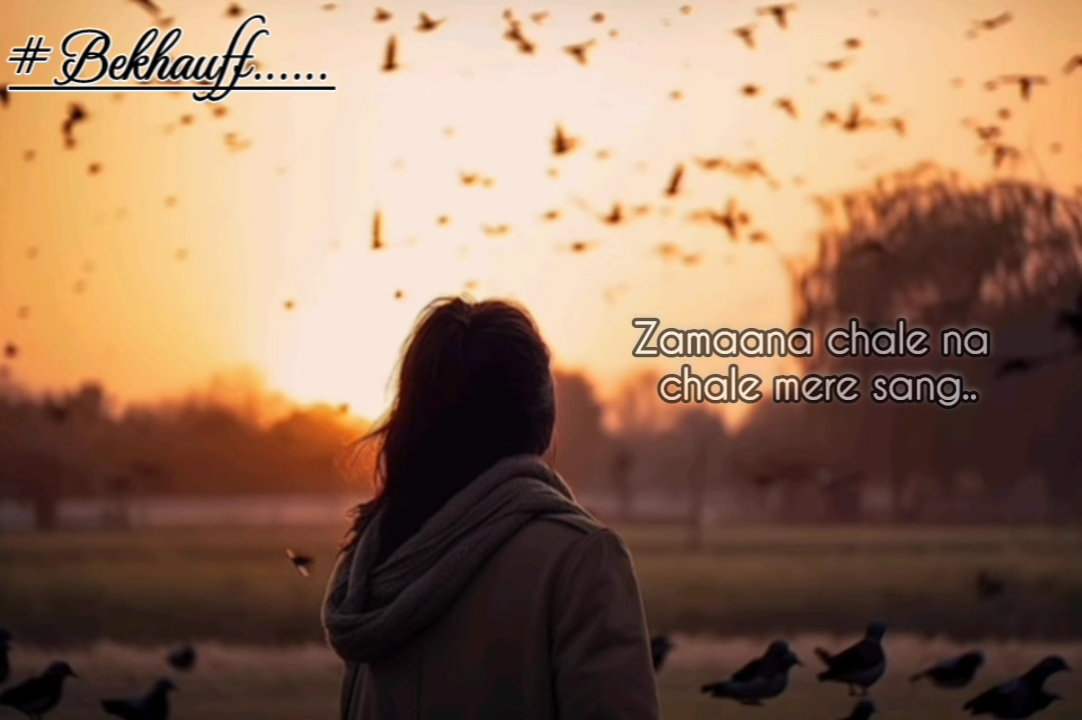 # Bekhauff......
Zamaana chale na
chale mere sang..